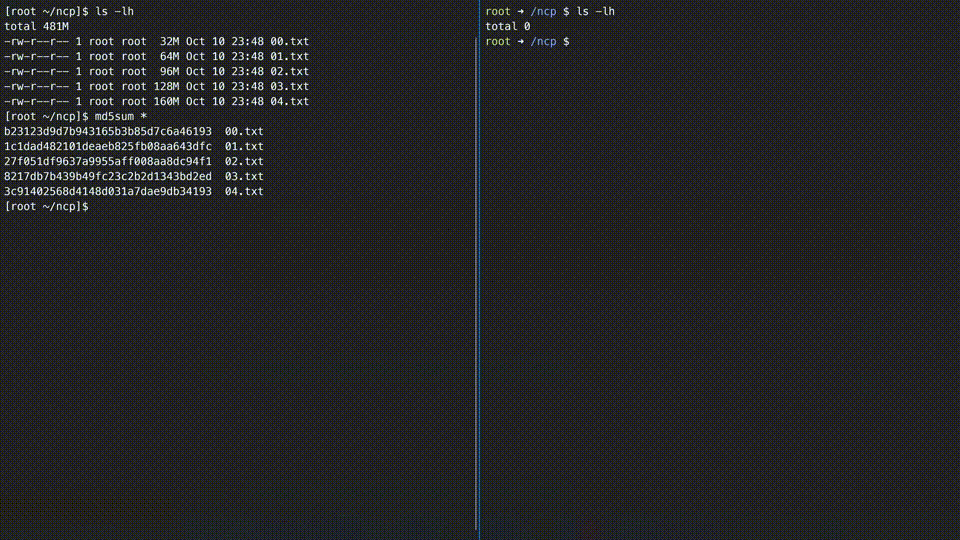 [root ~/ncp]$ ls -lh
total 481M
-rw-r--r-- 1 root root  32M Oct 10 23:48 00.txt
-rw-r--r-- 1 root root  64M Oct 10 23:48 01.txt
-rw-r--r-- 1 root root  96M Oct 10 23:48 02.txt
-rw-r--r-- 1 root root 128M Oct 10 23:48 03.txt
-rw-r--r-- 1 root root 160M Oct 10 23:48 04.txt
[root ~/ncp]$ md5sum *
b23123d9d7b943165b3b85d7c6a46193  00.txt
1c1dad482101deaeb825fb08aa643dfc  01.txt
27f051df9637a9955aff008aa8dc94f1  02.txt
8217db7b439b49fc23c2b2d1343bd2ed  03.txt
3c91402568d4148d031a7dae9db34193  04.txt
[root ~/ncp]$
root ➜ /ncp $ ls -lh
total 0
root ➜ /ncp $